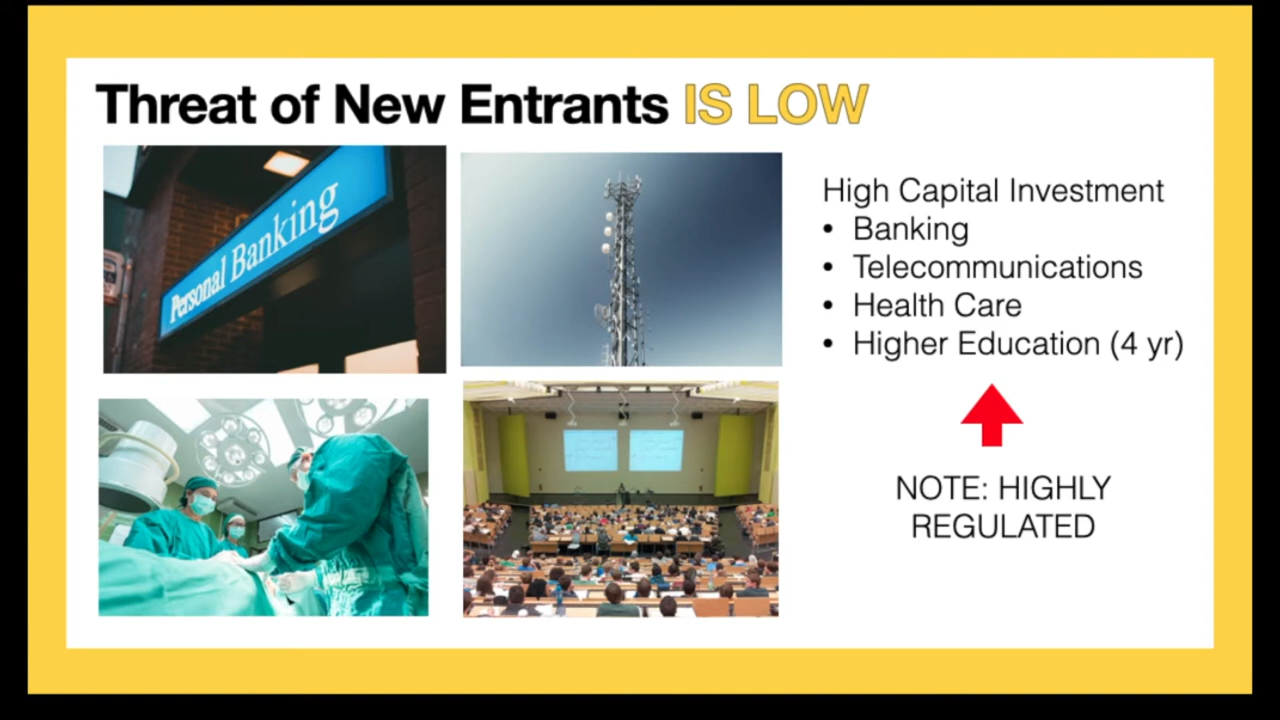 Threat of New Entrants IS LOW
Personal Banking
High Capital Investment
• Banking
• Telecommunications
• Health Care
• Higher Education (4 yr)
NOTE: HIGHLY
REGULATED